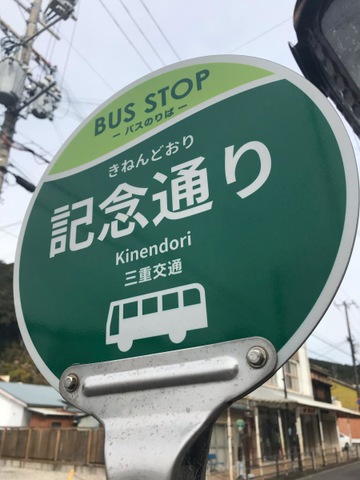 BUS STOP
ー バスのりば ー
きねんどおり
記念通り
Kinendori
三重交通